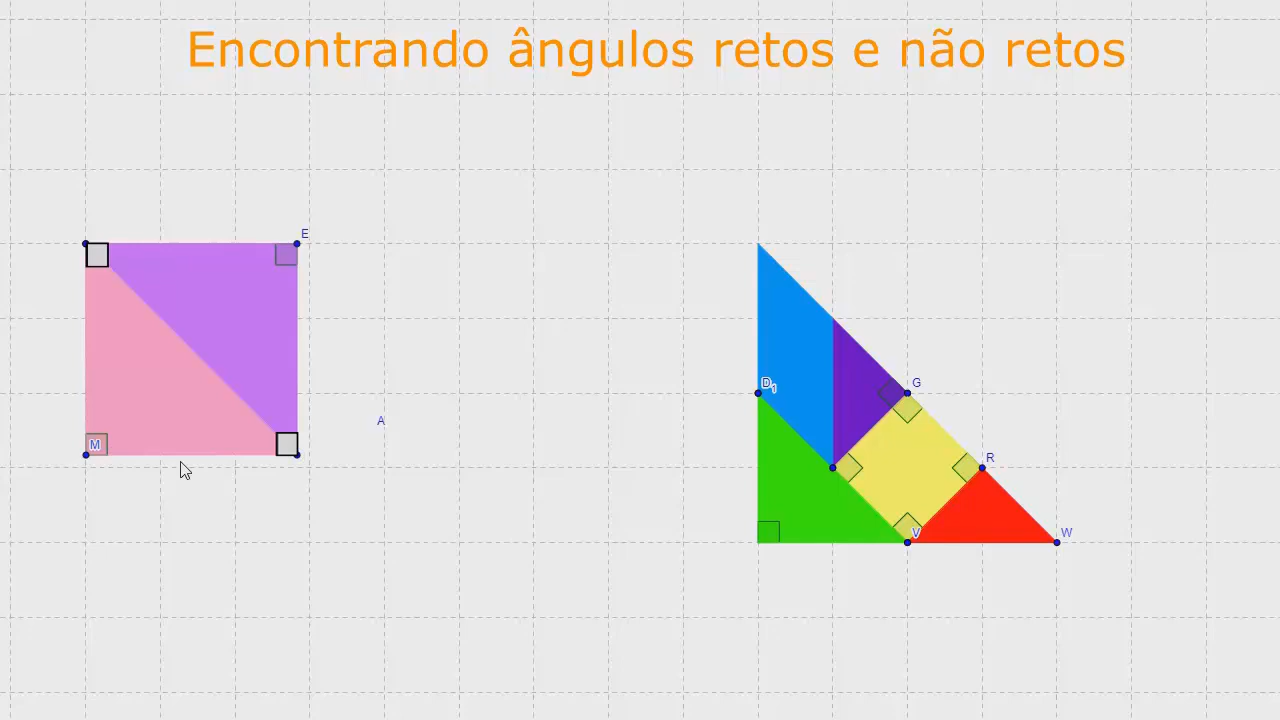 Encontrando ângulos retos e não retos
E
D₁
G
A
M
R
V
W